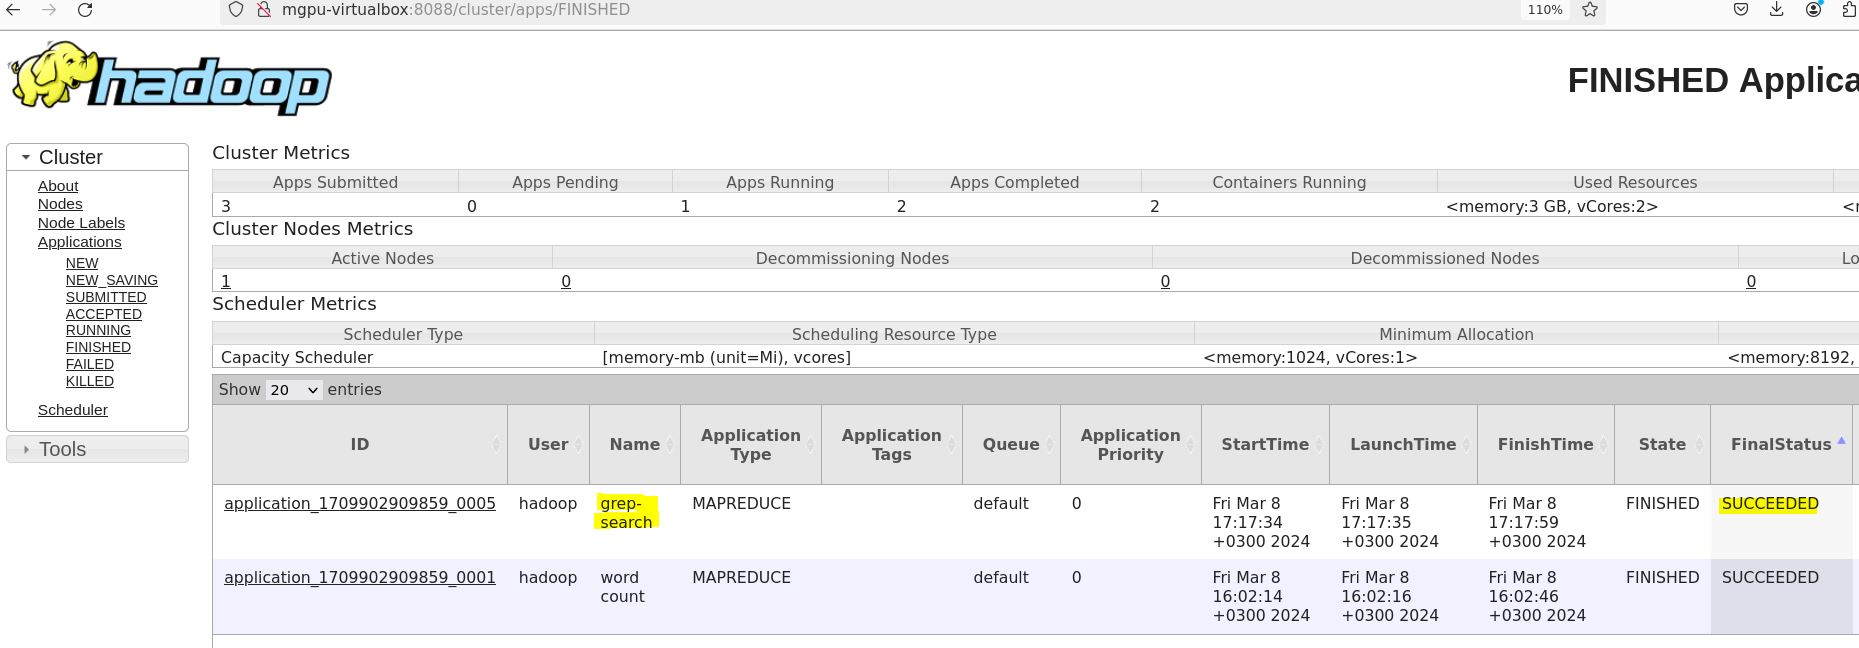 mgpu-virtualbox:8088/cluster/apps/FINISHED
110%
hadoop
FINISHED Applica
Cluster
About
Nodes
Node Labels
Applications
NEW
NEW_SAVING
SUBMITTED
ACCEPTED
RUNNING
FINISHED
FAILED
KILLED
Scheduler
Tools
Cluster Metrics
Apps Submitted Apps Pending Apps Running Apps Completed Containers Running Used Resources
3 0 1 2 2 <memory:3 GB, vCores:2>
Cluster Nodes Metrics
Active Nodes Decommissioning Nodes Decommissioned Nodes Lo
1 0 0 0
Scheduler Metrics
Scheduler Type Scheduling Resource Type Minimum Allocation
Capacity Scheduler [memory-mb (unit=Mi), vcores] <memory:1024, vCores:1> <memory:8192,
Show 20 entries
ID User Name Application Type Application Tags Queue Application Priority StartTime LaunchTime FinishTime State FinalStatus
application_1709902909859_0005 hadoop grep- MAPREDUCE default 0 Fri Mar 8 Fri Mar 8 Fri Mar 8 FINISHED SUCCEEDED
search 17:17:34 17:17:35 17:17:59
+0300 2024 +0300 2024 +0300 2024
application_1709902909859_0001 hadoop word MAPREDUCE default 0 Fri Mar 8 Fri Mar 8 Fri Mar 8 FINISHED SUCCEEDED
count 16:02:14 16:02:16 16:02:46
+0300 2024 +0300 2024 +0300 2024